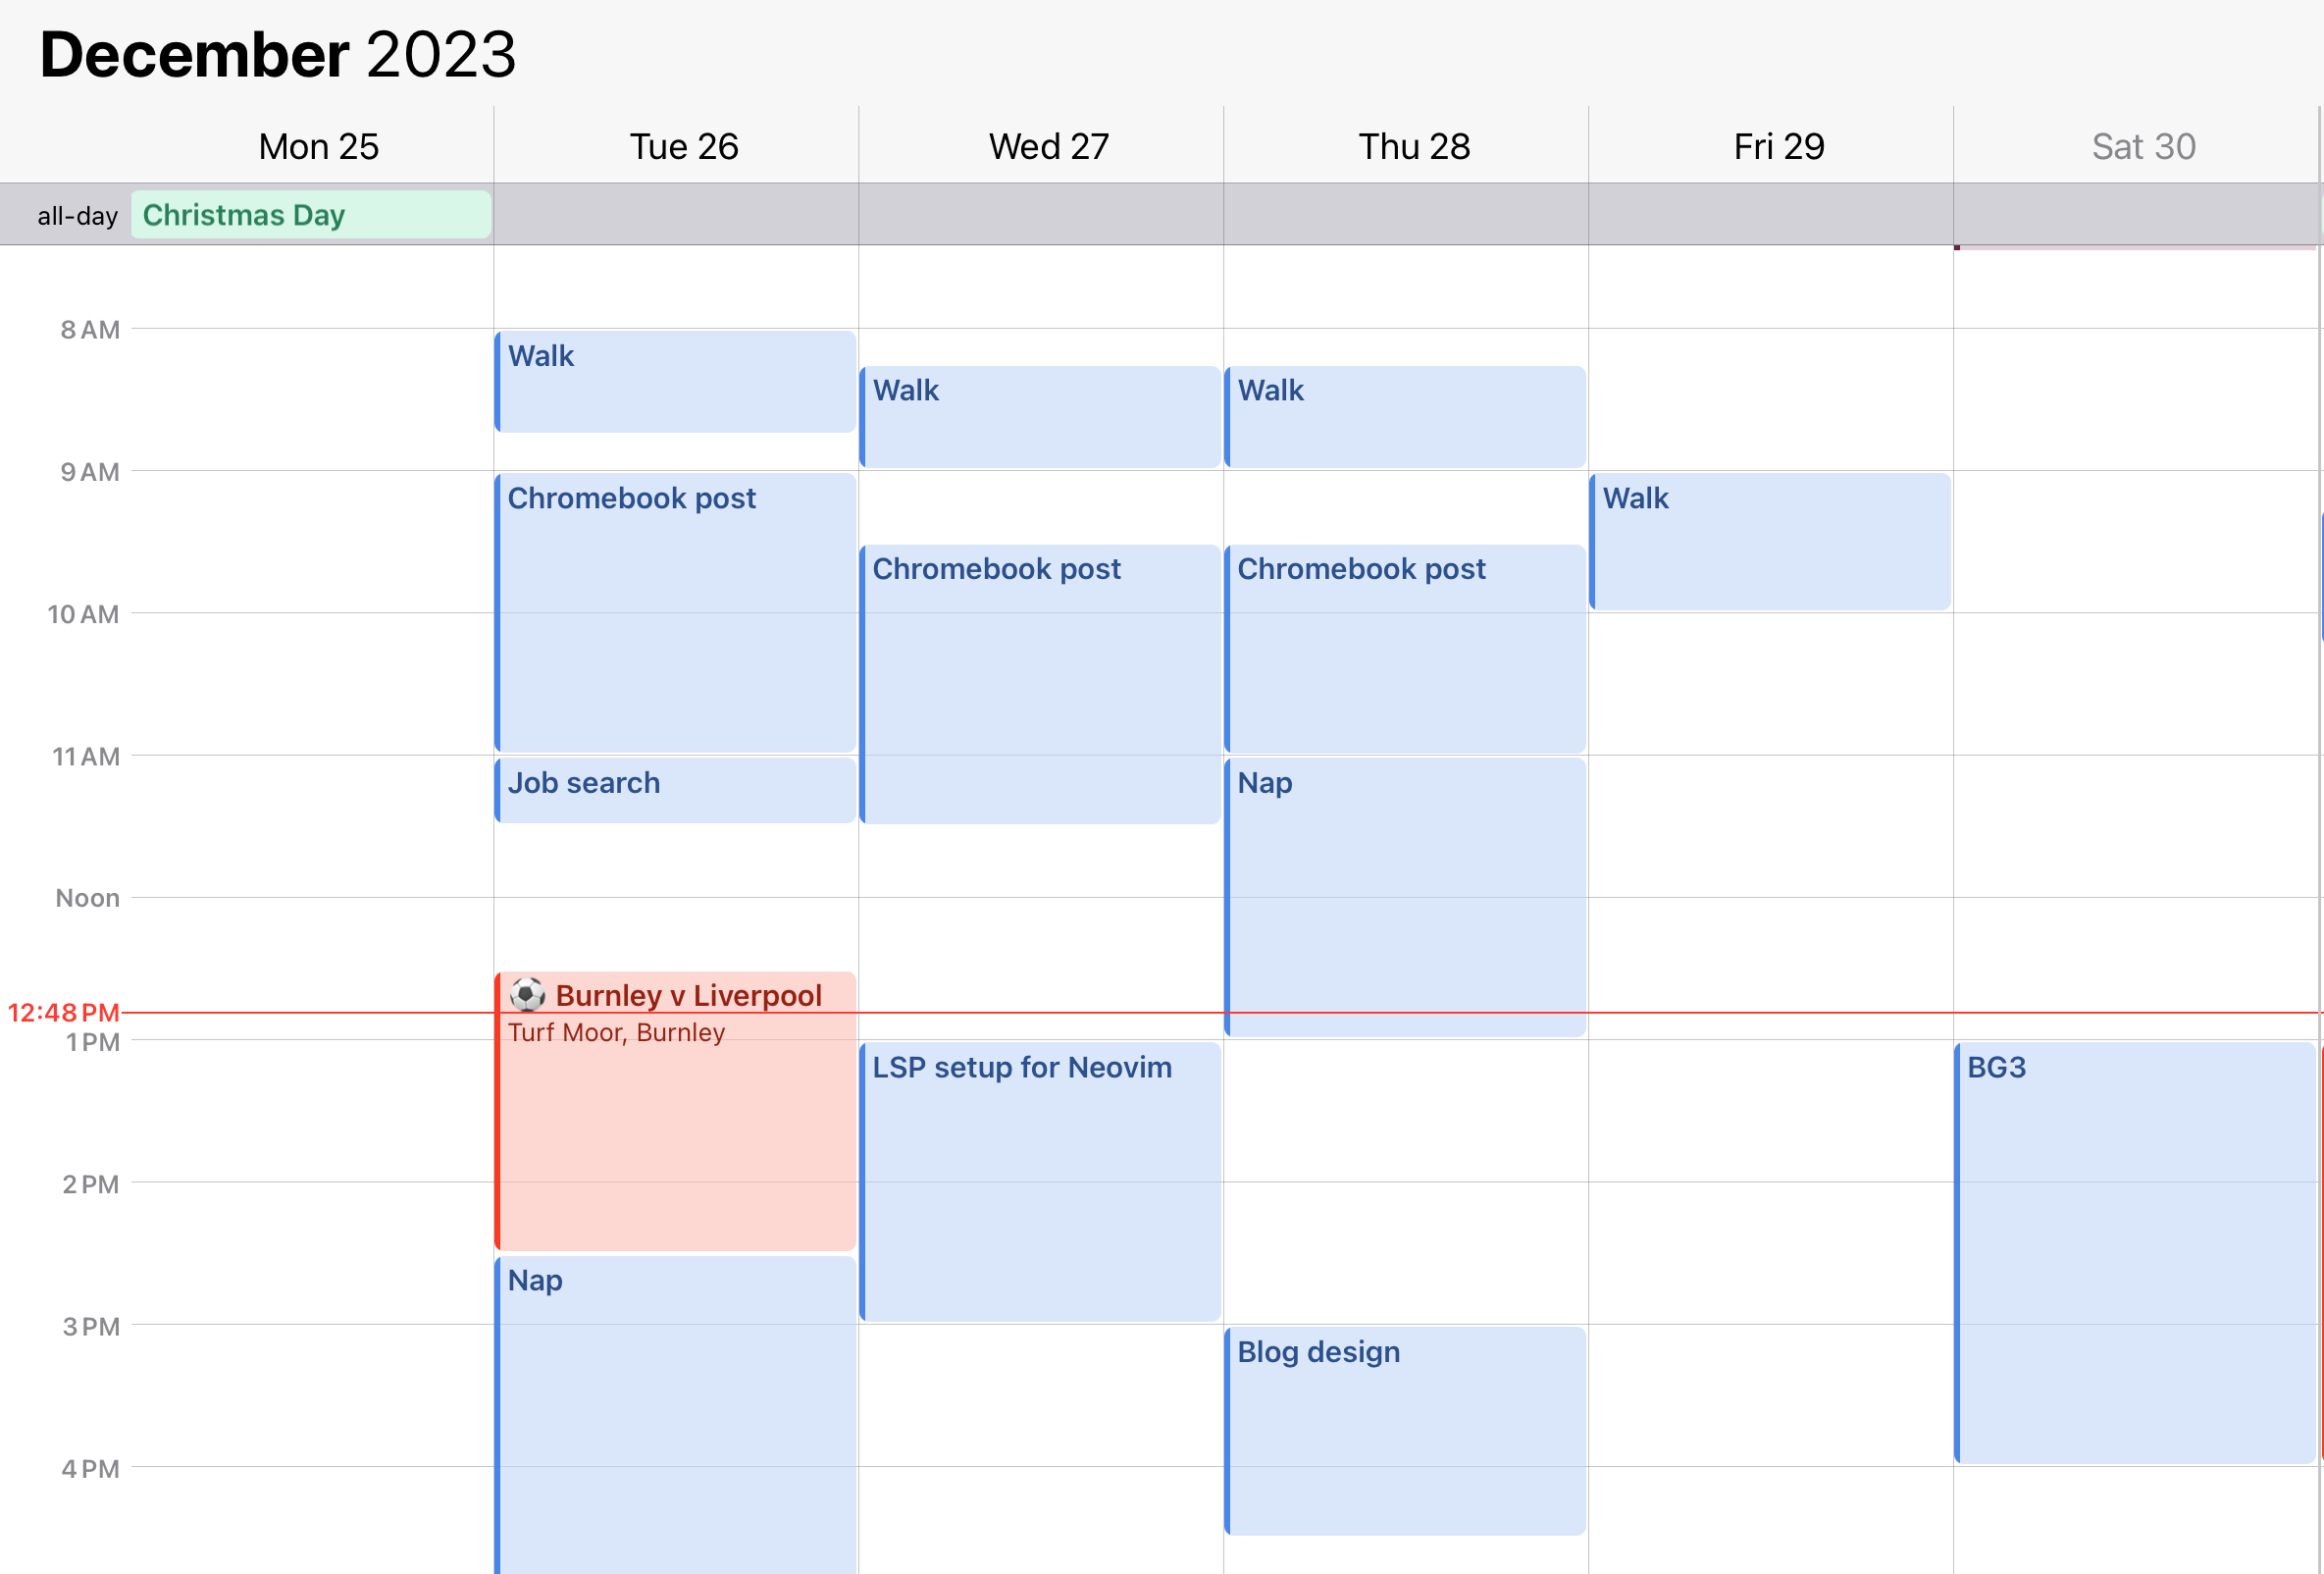 December 2023
Mon 25 Tue 26 Wed 27 Thu 28 Fri 29 Sat 30
all-day Christmas Day
8 AM
Walk
Walk Walk
9 AM
Chromebook post Walk
Chromebook post Chromebook post
10 AM
11 AM
Job search Nap
Noon
⚽ Burnley v Liverpool
12:48 PM
Turf Moor, Burnley
1 PM
LSP setup for Neovim BG3
2 PM
Nap
3 PM
Blog design
4 PM